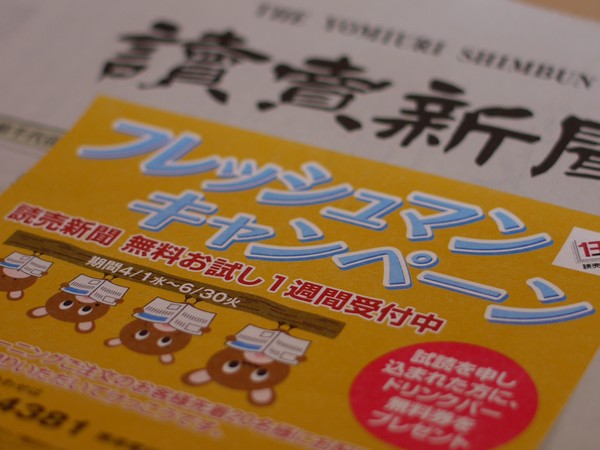 THE YOMIURI SHIMBUN
讀賣新聞
フレッシュマン
キャンペーン
読売新聞 無料お試し1週間受付中
期間4/1水~6/30火
試読を申し
込まれた方に、
ドリンクバー
無料券を
プレゼント
4381